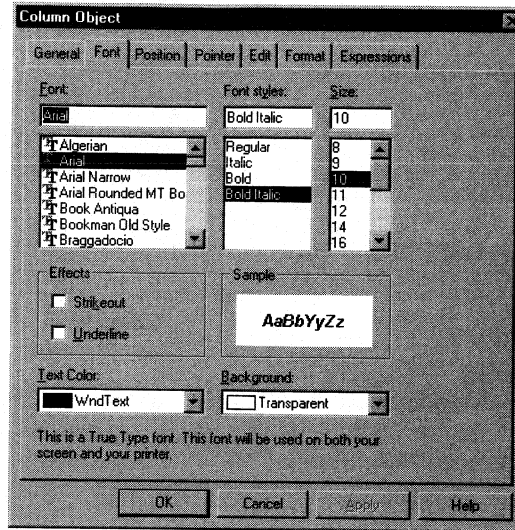 Column Object
General Font Position Pointer Edit Format Expressions
Font: Font styles: Size:
Arial Bold Italic 10
Algerian Regular 8
Arial Italic 9
Arial Narrow Bold 10
Arial Rounded MT Bo Bold Italic 11
Book Antiqua 12
Bookman Old Style 14
Braggadocio 16
Effects Sample
Strikeout
AaBbYyZz
Underline
Text Color: Background:
WndText Transparent
This is a True Type font. This font will be used on both your
screen and your printer.
OK Cancel Apply Help